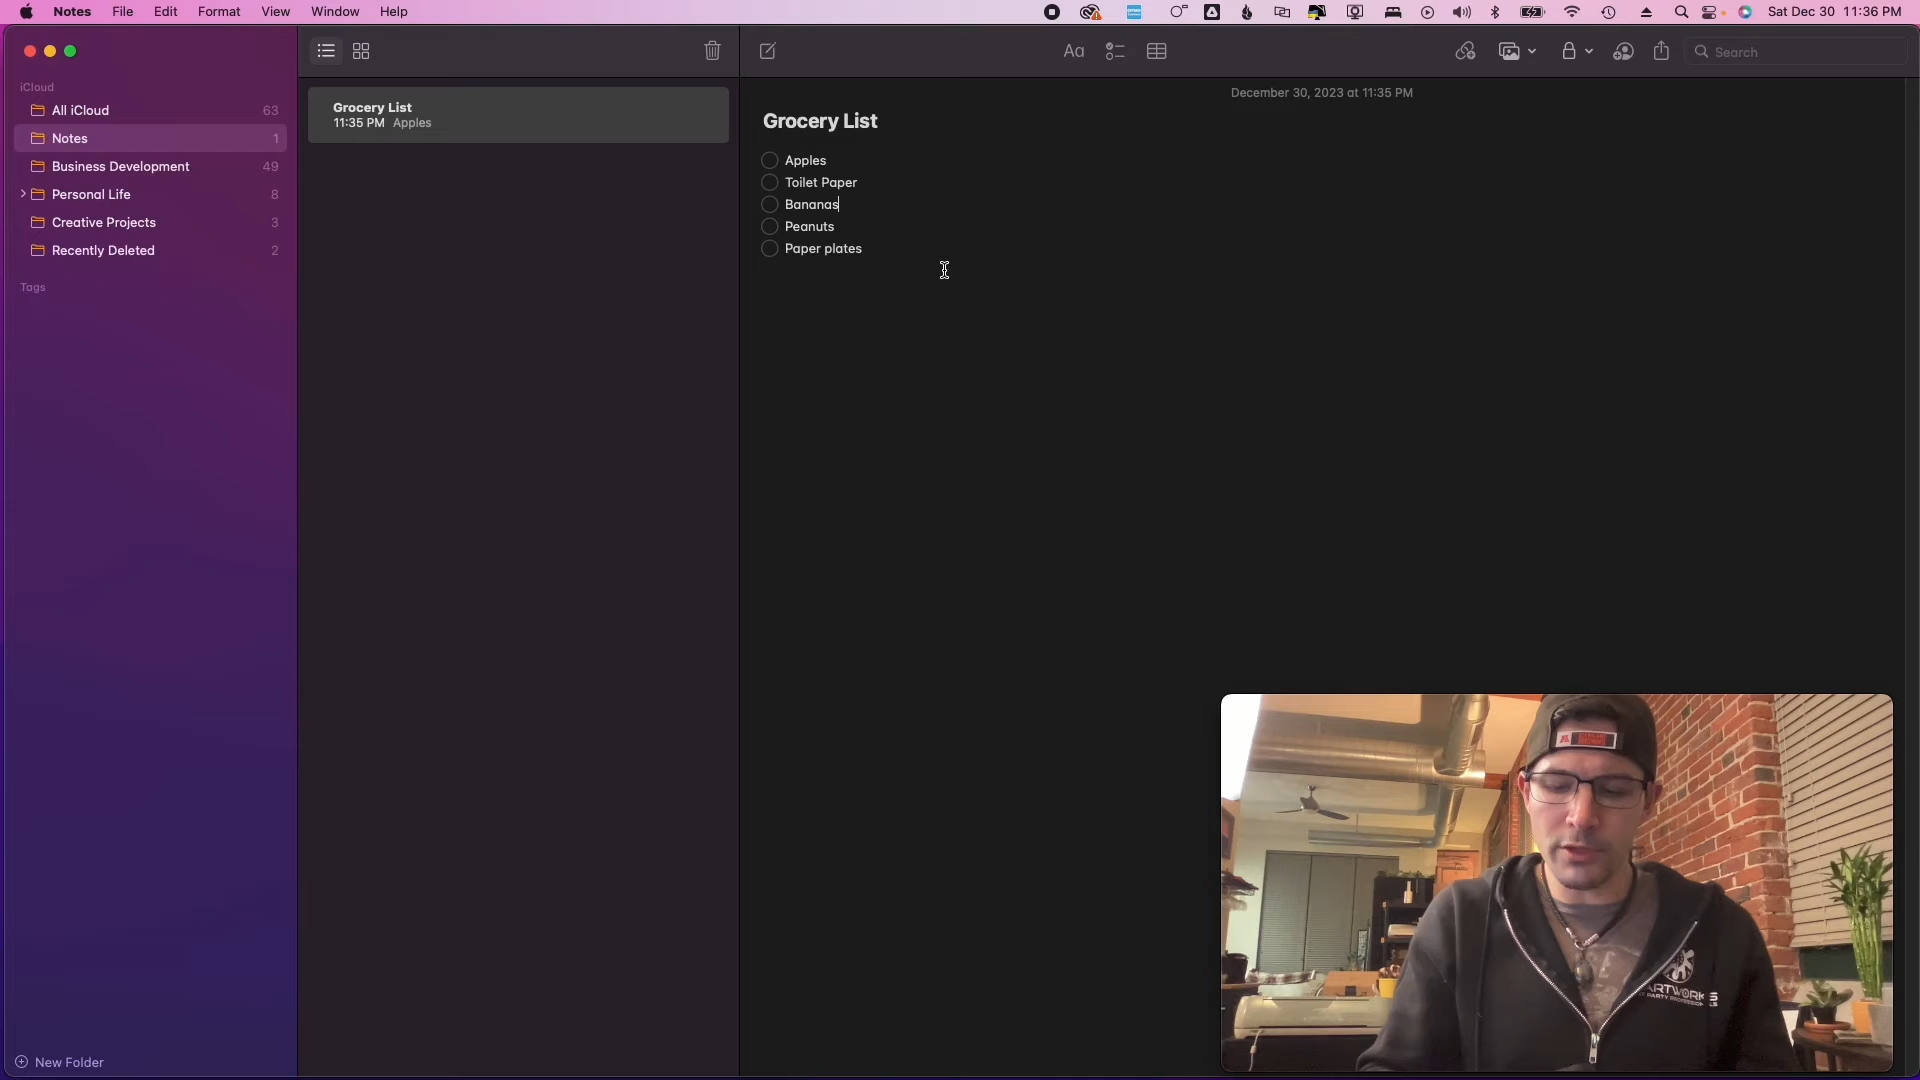 Notes File Edit Format View Window Help
Sat Dec 30 11:36 PM
iCloud
All iCloud 63
Notes 1
Business Development 49
Personal Life 8
Creative Projects 3
Recently Deleted 2
Tags
New Folder
Grocery List
11:35 PM Apples
Aa
Search
December 30, 2023 at 11:35 PM
Grocery List
Apples
Toilet Paper
Bananas
Peanuts
Paper plates